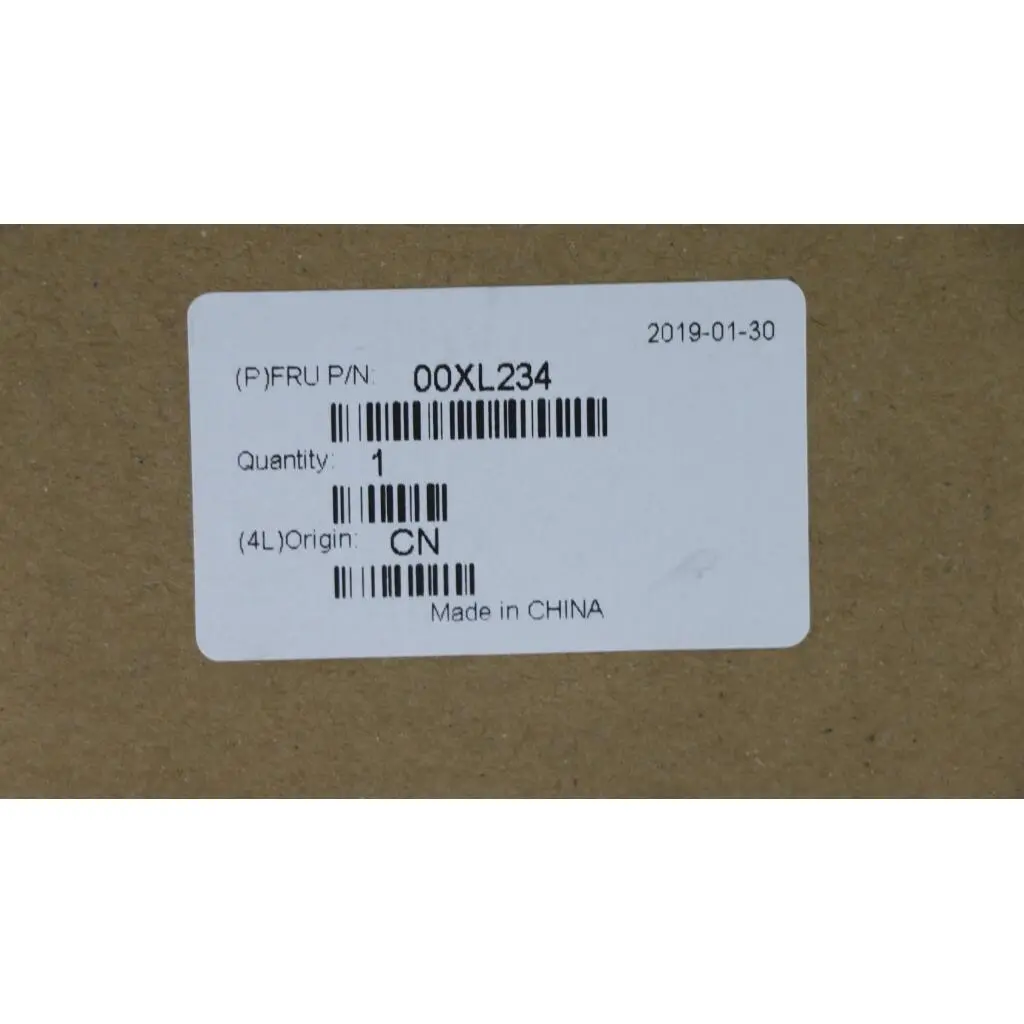 2019-01-30
(P)FRU P/N: 00XL234
Quantity: 1
(4L)Origin: CN
Made in CHINA